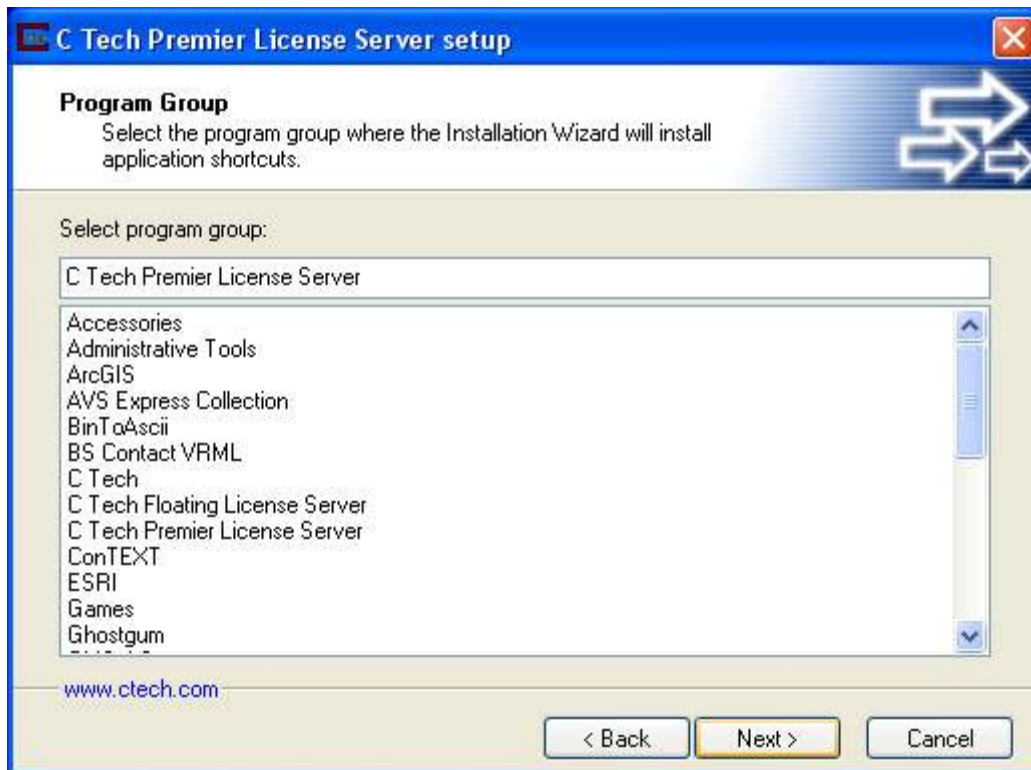 C Tech Premier License Server setup
Program Group
Select the program group where the Installation Wizard will install
application shortcuts.
Select program group:
C Tech Premier License Server
Accessories
Administrative Tools
ArcGIS
AVS Express Collection
BinToAscii
BS Contact VRML
C Tech
C Tech Floating License Server
C Tech Premier License Server
ConTEXT
ESRI
Games
Ghostgum
www.ctech.com
< Back
Next >
Cancel